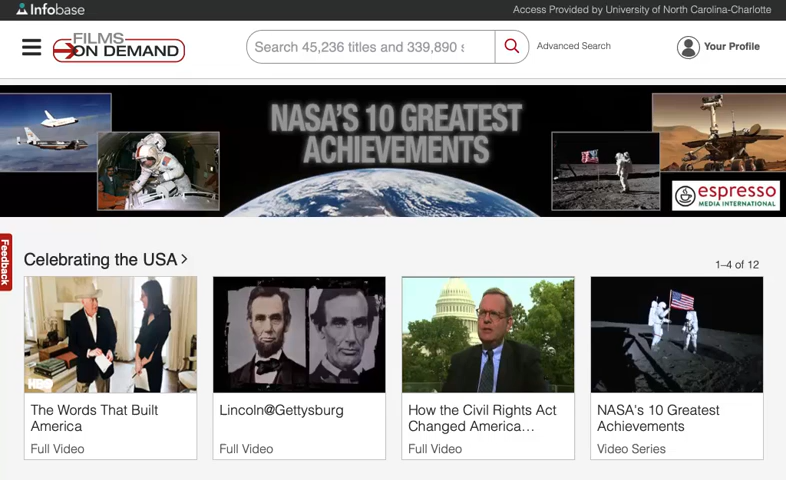 Infobase
Access Provided by University of North Carolina-Charlotte
FILMS
ON DEMAND
Search 45,236 titles and 339,890 s
Advanced Search
Your Profile
NASA'S 10 GREATEST
ACHIEVEMENTS
espresso
MEDIA INTERNATIONAL
Feedback
Celebrating the USA >
1–4 of 12
HBO
The Words That Built
America
Full Video
Lincoln@Gettysburg
Full Video
How the Civil Rights Act
Changed America...
Full Video
NASA's 10 Greatest
Achievements
Video Series